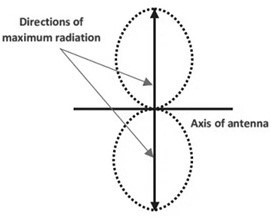 Directions of
maximum radiation
Axis of antenna